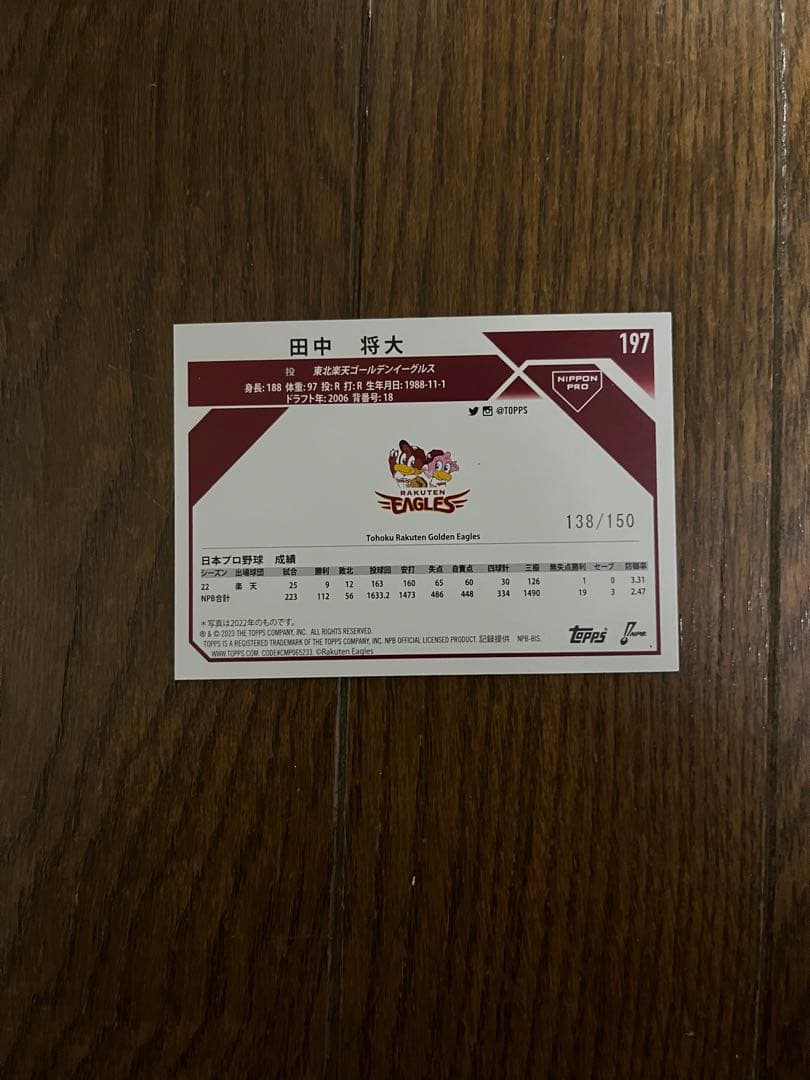 田中 将大
197
投 東北楽天ゴールデンイーグルス
身長: 188 体重: 97 投: R 打: R 生年月日: 1988-11-1
ドラフト年: 2006 背番号: 18
NIPPON
PRO
@TOPPS
RAKUTEN
EAGLES
138/150
Tohoku Rakuten Golden Eagles
日本プロ野球 成績
シーズン 出場球団 試合 勝利 敗北 投球回 安打 失点 自責点 四球計 三振 無失点勝利 セーブ 防御率
22 楽天 25 9 12 163 160 65 60 30 126 1 0 3.31
NPB合計 223 112 56 1633.2 1473 486 448 334 1490 19 3 2.47
*写真は2022年のものです。
® & © 2023 THE TOPPS COMPANY, INC. ALL RIGHTS RESERVED.
TOPPS IS A REGISTERED TRADEMARK OF THE TOPPS COMPANY, INC. NPB OFFICIAL LICENSED PRODUCT. 記録提供 NPB-BIS.
WWW.TOPPS.COM. CODE#CMP065233. ©Rakuten Eagles
TOPPS®
NPB